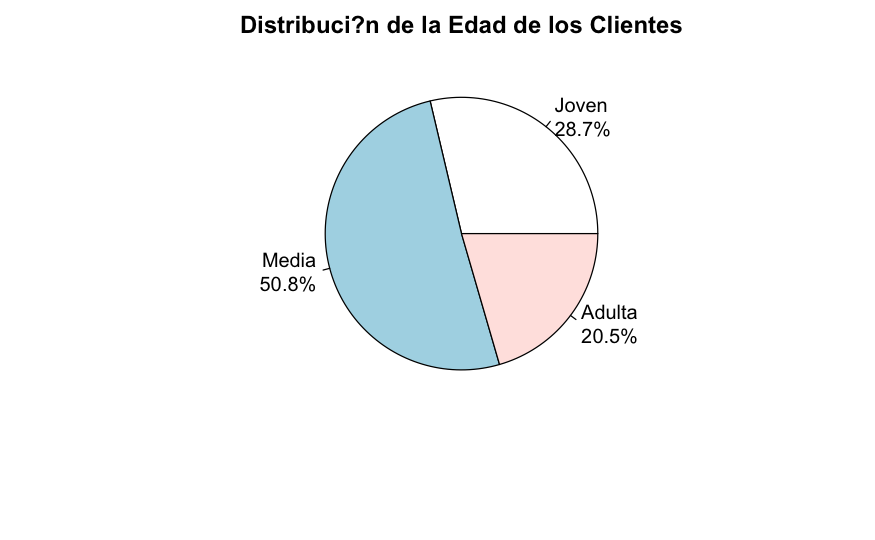 Distribuci?n de la Edad de los Clientes
Joven
28.7%
Media
50.8%
Adulta
20.5%